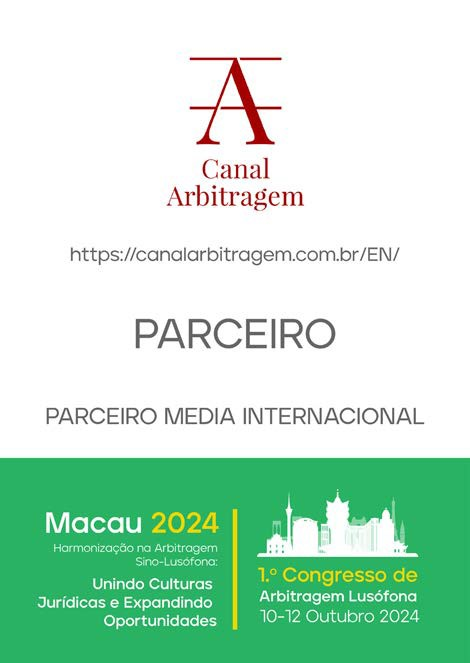 Canal
Arbitragem
https://canalarbitragem.com.br/EN/
PARCEIRO
PARCEIRO MEDIA INTERNACIONAL
Macau 2024
Harmonização na Arbitragem
Sino-Lusófona:
Unindo Culturas
Jurídicas e Expandindo
Oportunidades
1.º Congresso de
Arbitragem Lusófona
10-12 Outubro 2024